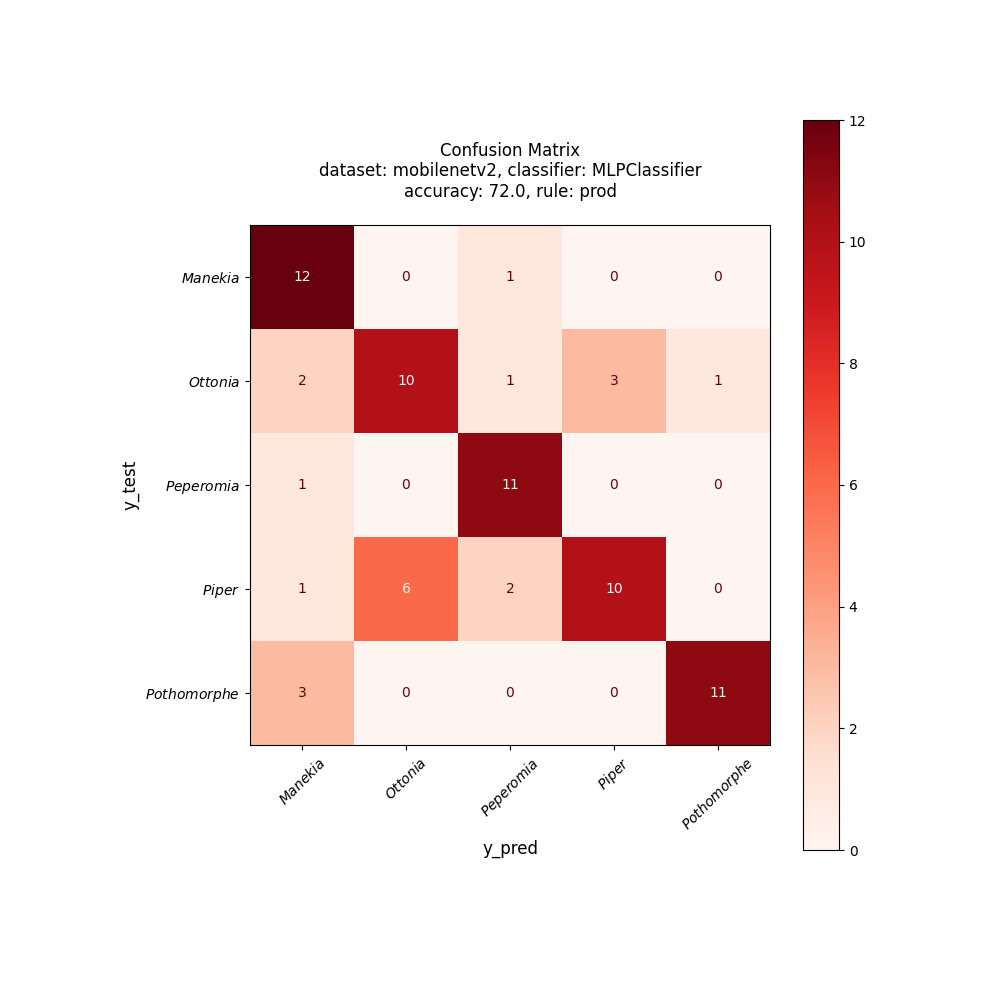 Confusion Matrix
dataset: mobilenetv2, classifier: MLPClassifier
accuracy: 72.0, rule: prod
Manekia 12 0 1 0 0
Ottonia 2 10 1 3 1
Peperomia 1 0 11 0 0
Piper 1 6 2 10 0
Pothomorphe 3 0 0 0 11
y_test
Manekia Ottonia Peperomia Piper Pothomorphe
y_pred
12
10
8
6
4
2
0